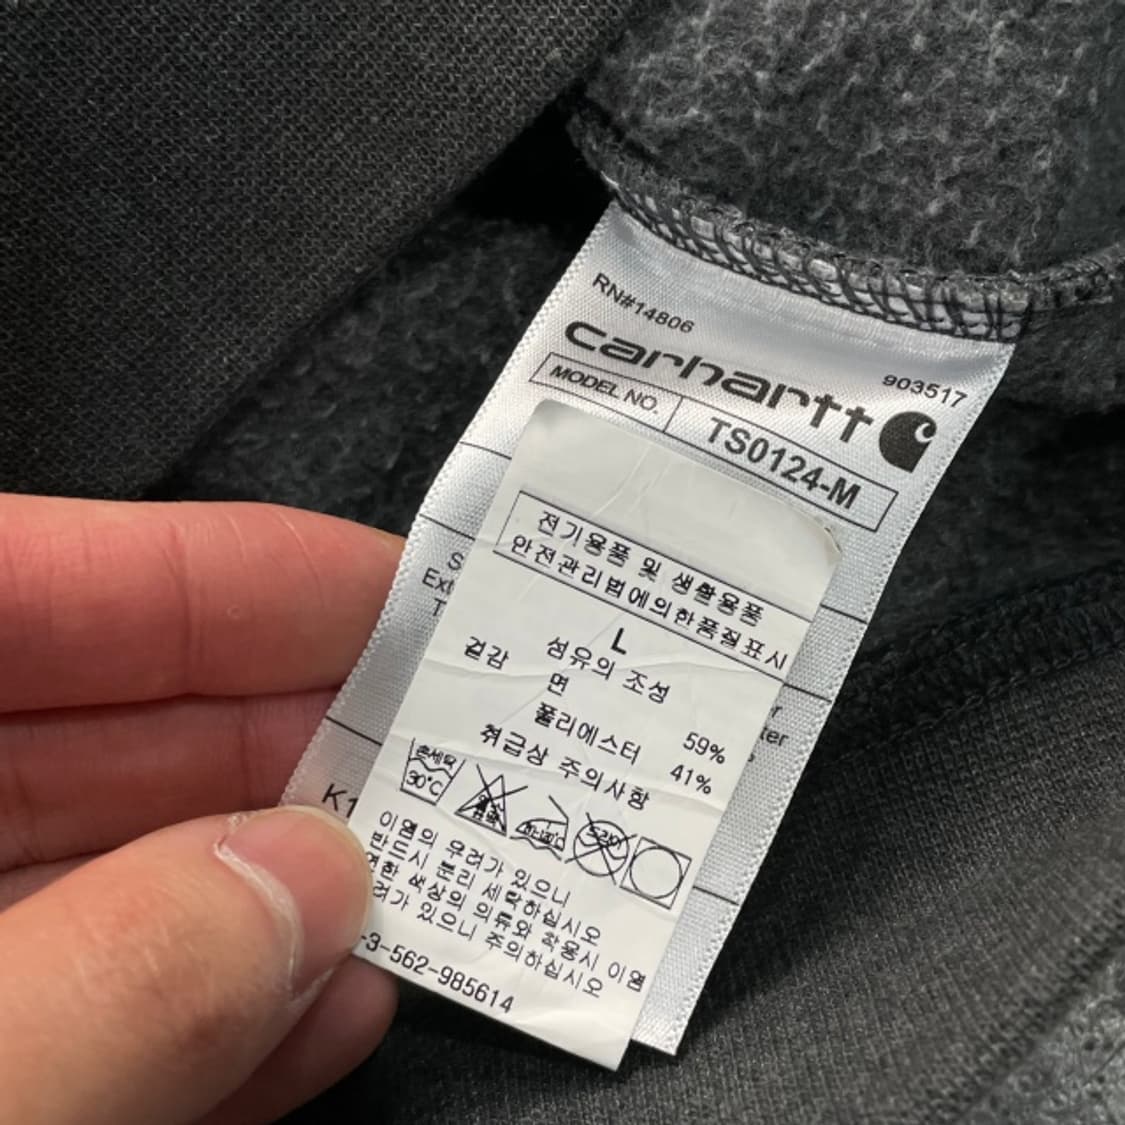 RN#14806
carhartt
903517
MODEL NO.
TS0124-M
전기용품 및 생활용품
안전관리법에의한품질표시
L
겉감
섬유의 조성
면
59%
폴리에스터
41%
취급상 주의사항
손세탁
30°C
이염의 우려가 있으니
반드시 분리 세탁하십시오
색상의 의류와 착용시 이염
가 있으니 주의하십시오
-3-562-985614
K1